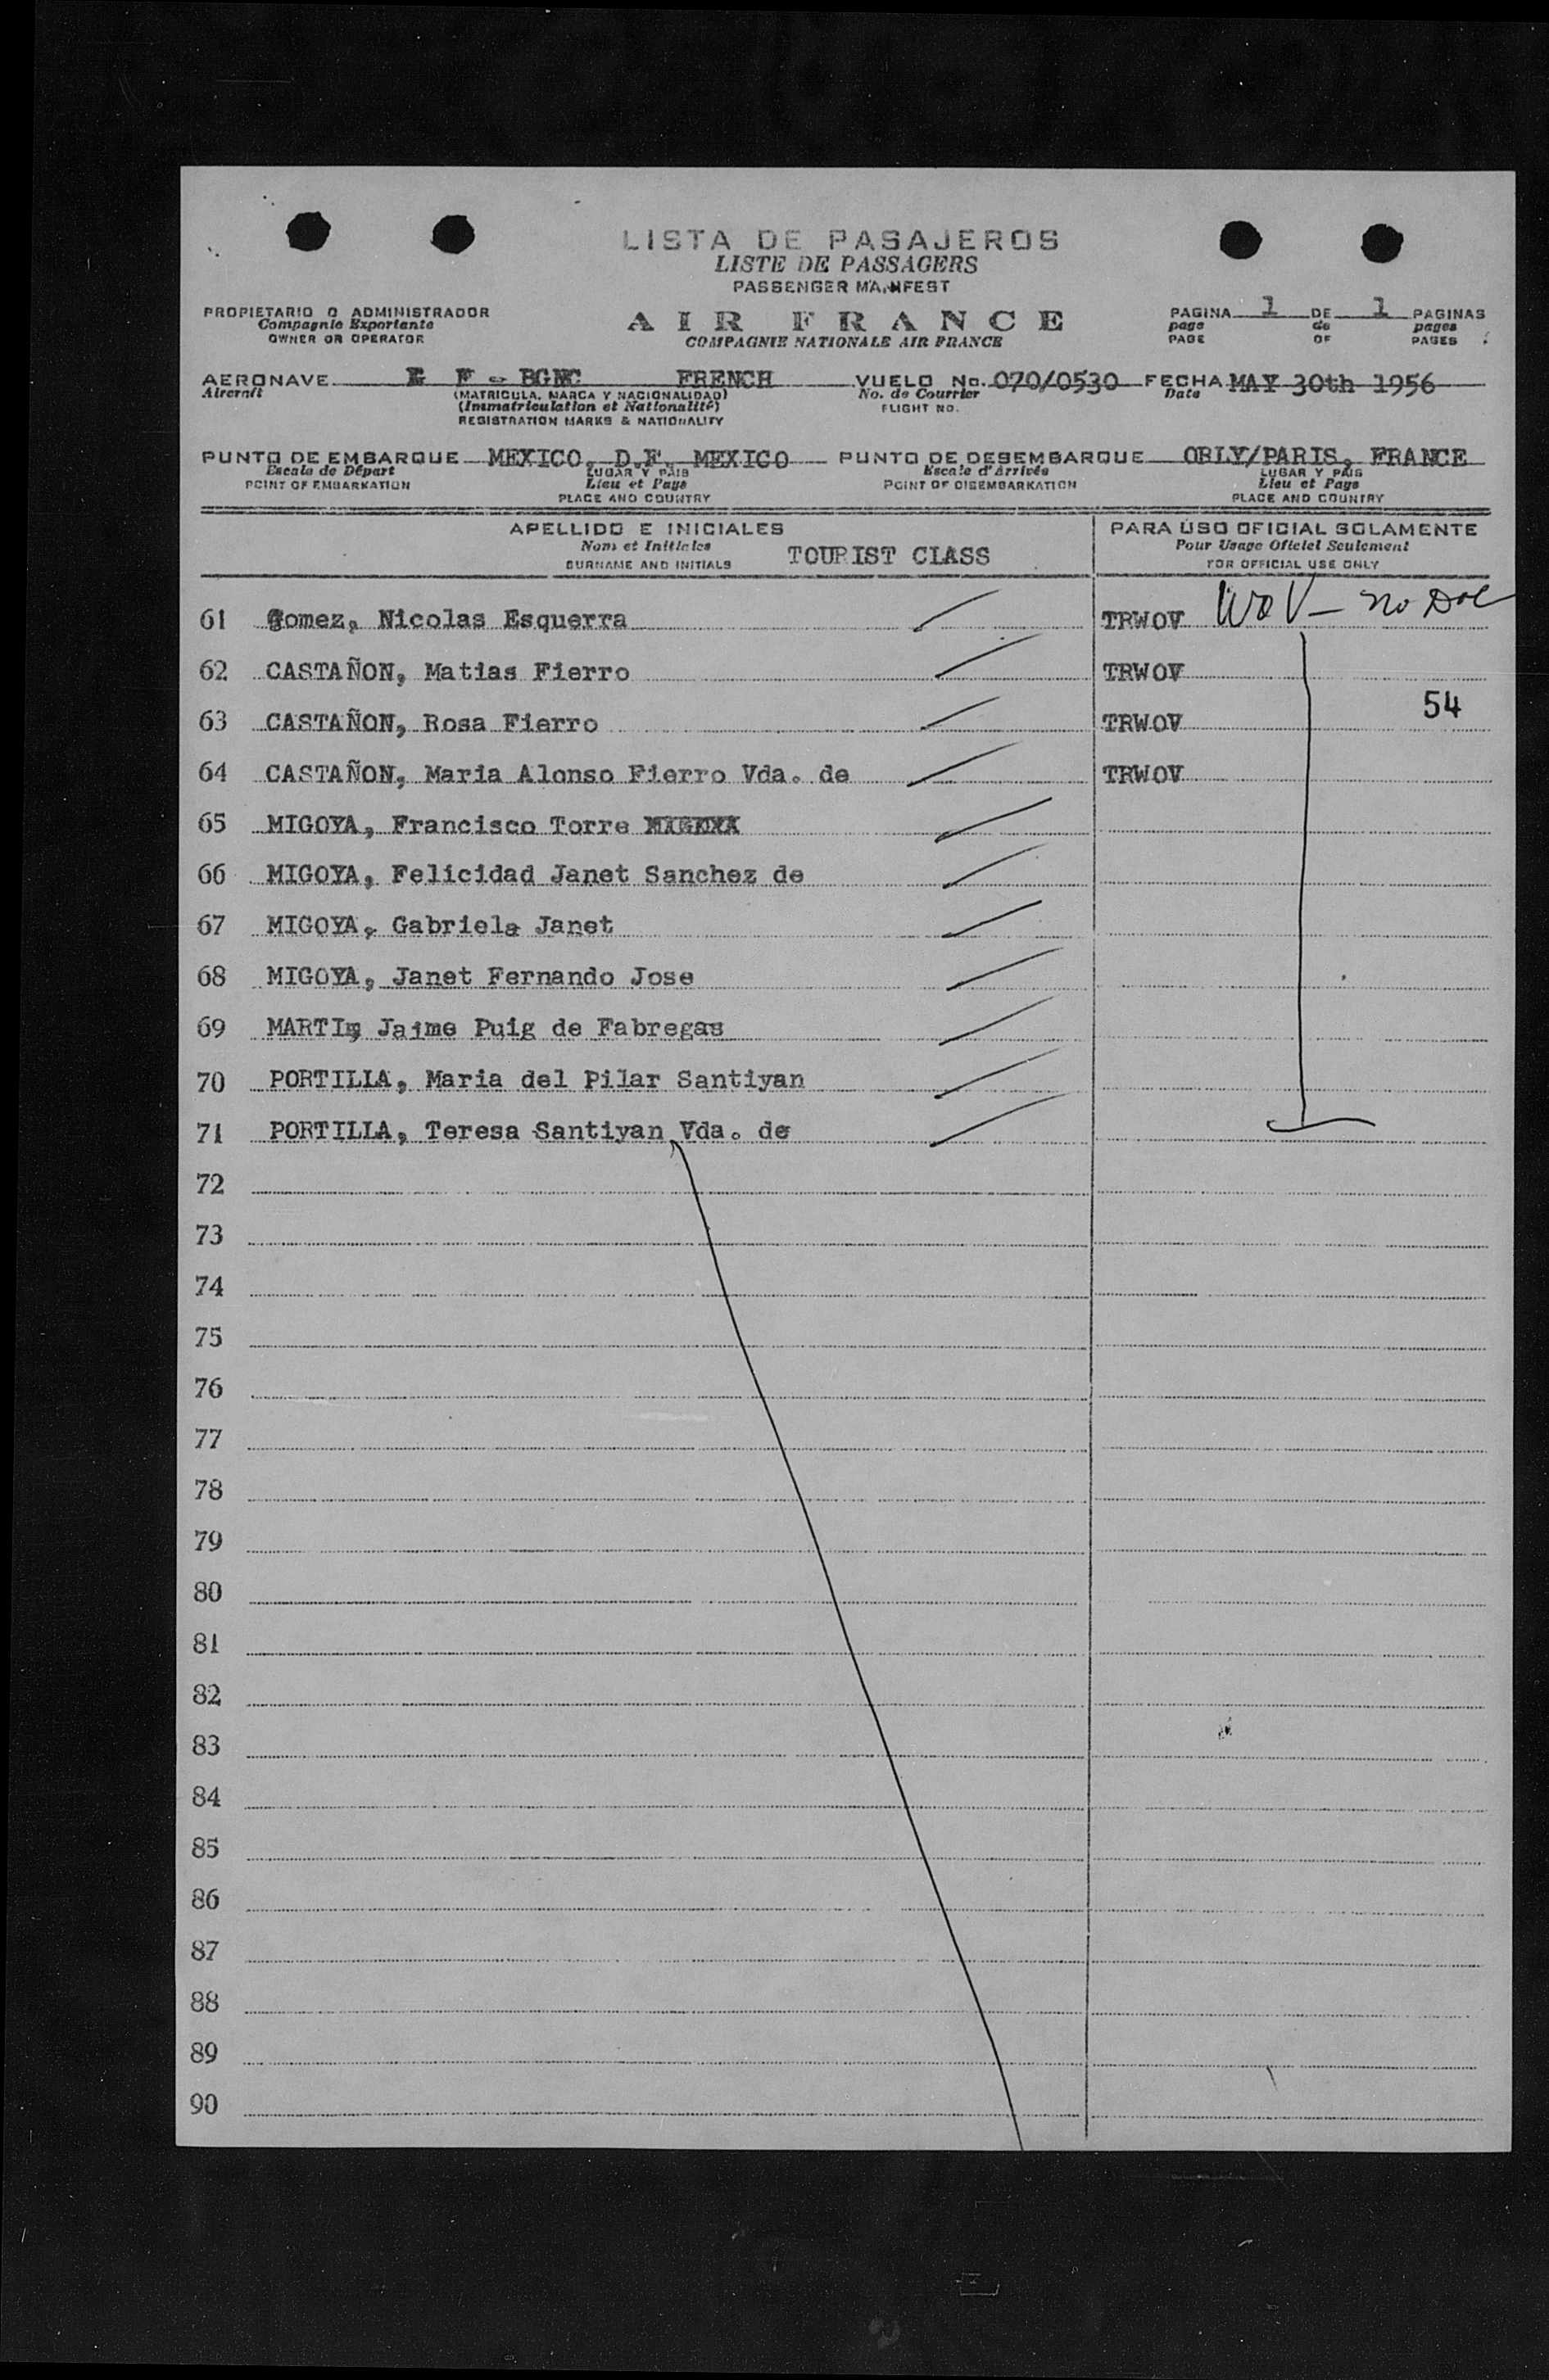 LISTA DE PASAJEROS
LISTE DE PASSAGERS
PASSENGER MANIFEST
PROPIETARIO O ADMINISTRADOR
Compagnie Exportante
OWNER OR OPERATOR
AIR FRANCE
COMPAGNIE NATIONALE AIR FRANCE
PAGINA 1 DE 1 PAGINAS
page de pages
PAGE OF PAGES
AERONAVE F - BGNC FRENCH VUELO No. 070/0530 FECHA MAY 30th 1956
Aircraft (MATRICULA, MARCA Y NACIONALIDAD) No. de Courrier Date
(Immatriculation et Nationalité) FLIGHT NO.
REGISTRATION MARKS & NATIONALITY
PUNTO DE EMBARQUE MEXICO, D.F. MEXICO PUNTO DE DESEMBARQUE ORLY/PARIS, FRANCE
Escale de Départ LUGAR Y PAIS Escale d'Arrivée LUGAR Y PAIS
POINT OF EMBARKATION Lieu et Pays POINT OF DISEMBARKATION Lieu et Pays
PLACE AND COUNTRY PLACE AND COUNTRY
APELLIDO E INICIALES PARA USO OFICIAL SOLAMENTE
Nom et Initiales TOURIST CLASS Pour Usage Officiel Seulement
SURNAME AND INITIALS FOR OFFICIAL USE ONLY
61 Gomez, Nicolas Esquerra TRWOV WOV - no Doc
62 CASTAÑON, Matias Fierro TRWOV
63 CASTAÑON, Rosa Fierro TRWOV 54
64 CASTAÑON, Maria Alonso Fierro Vda. de TRWOV
65 MIGOYA, Francisco Torre
66 MIGOYA, Felicidad Janet Sanchez de
67 MIGOYA, Gabriela Janet
68 MIGOYA, Janet Fernando Jose
69 MARTI, Jaime Puig de Fabregas
70 PORTILLA, Maria del Pilar Santiyan
71 PORTILLA, Teresa Santiyan Vda. de
72
73
74
75
76
77
78
79
80
81
82
83
84
85
86
87
88
89
90